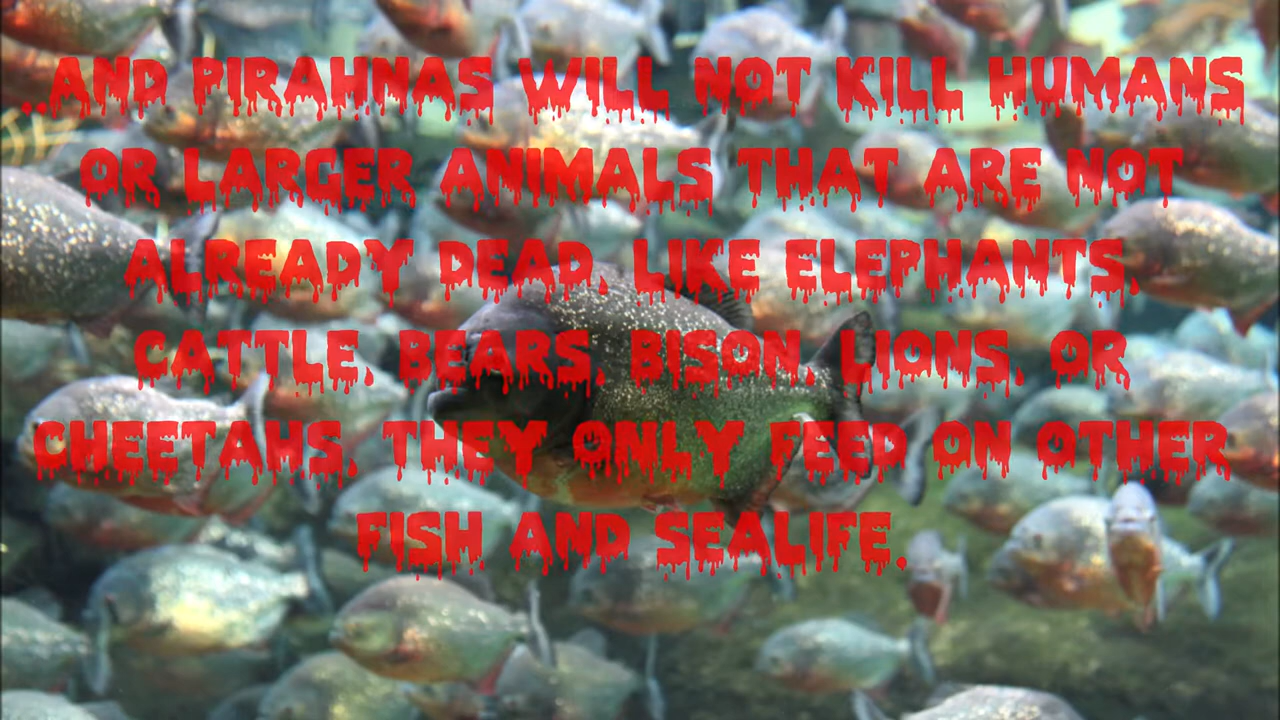 ..AND PIRAHNAS WILL NOT KILL HUMANS
OR LARGER ANIMALS THAT ARE NOT
ALREADY DEAD, LIKE ELEPHANTS,
CATTLE, BEARS, BISON, LIONS, OR
CHEETAHS. THEY ONLY FEED ON OTHER
FISH AND SEALIFE.